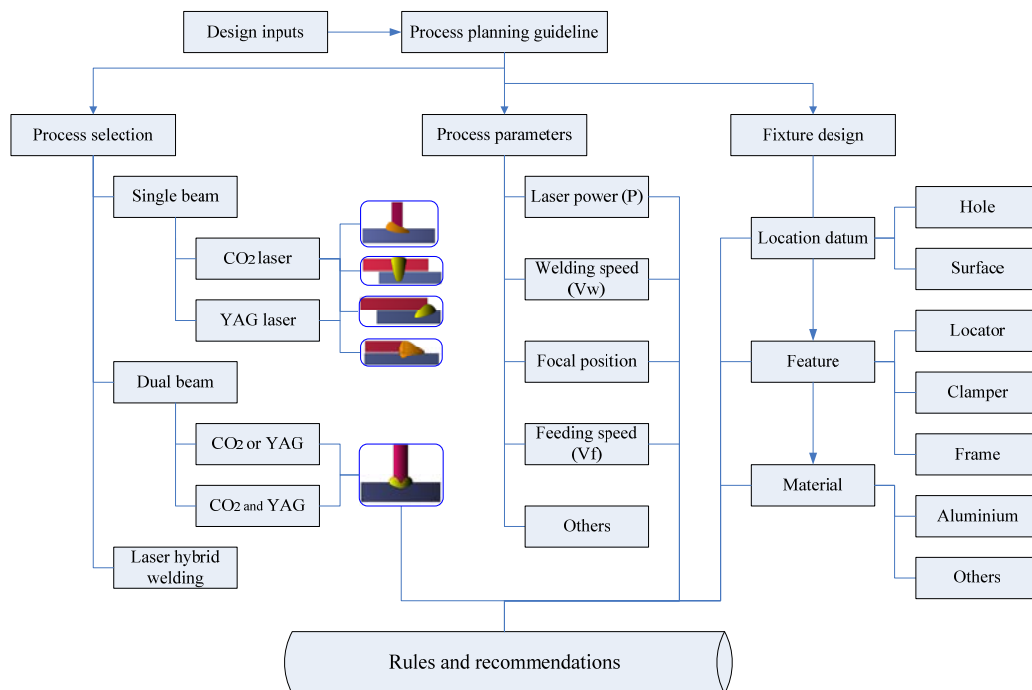 Design inputs
Process planning guideline
Process selection
Process parameters
Fixture design
Single beam
CO2 laser
YAG laser
Dual beam
CO2 or YAG
CO2 and YAG
Laser hybrid
welding
Laser power (P)
Welding speed
(Vw)
Focal position
Feeding speed
(Vf)
Others
Location datum
Hole
Surface
Feature
Locator
Clamper
Frame
Material
Aluminium
Others
Rules and recommendations